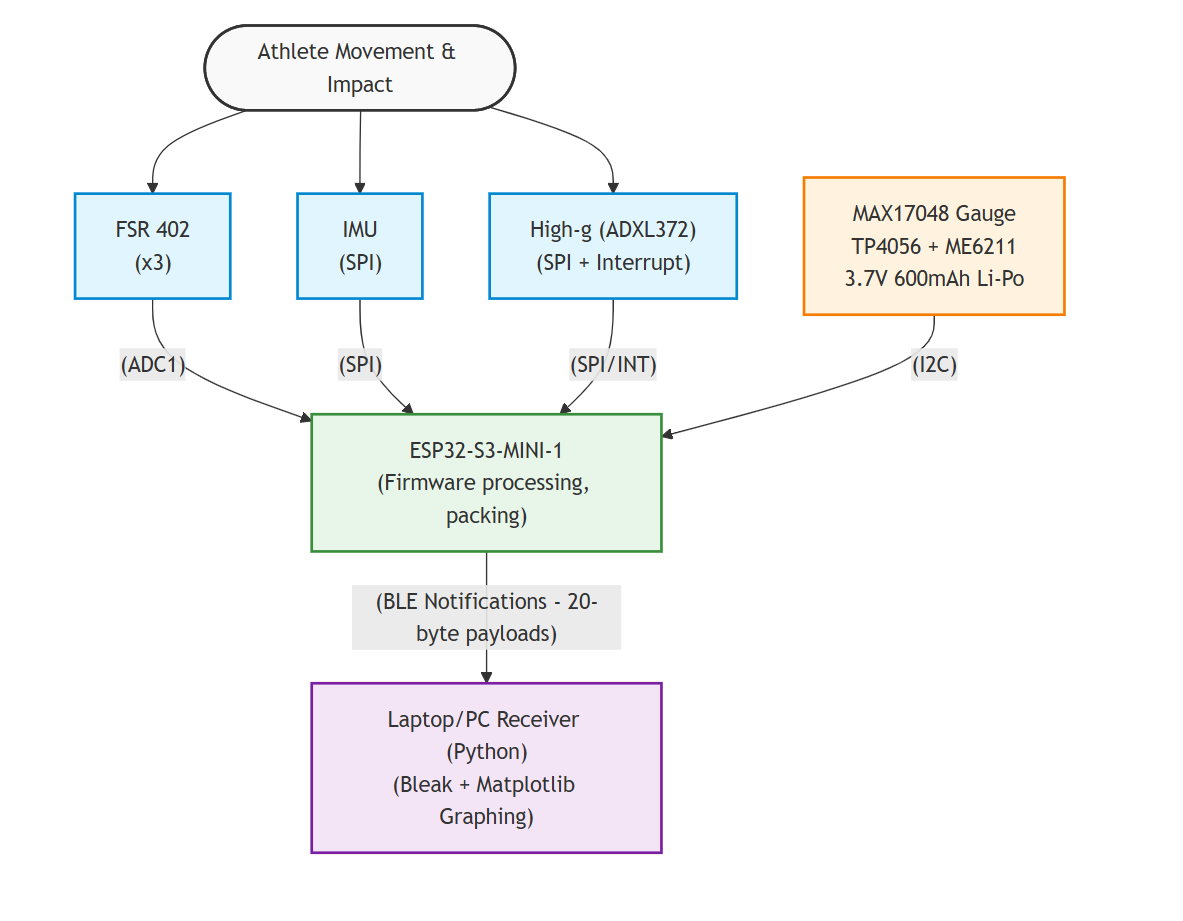 Athlete Movement &
Impact
FSR 402
(x3)
IMU
(SPI)
High-g (ADXL372)
(SPI + Interrupt)
MAX17048 Gauge
TP4056 + ME6211
3.7V 600mAh Li-Po
(ADC1)
(SPI)
(SPI/INT)
(I2C)
ESP32-S3-MINI-1
(Firmware processing,
packing)
(BLE Notifications - 20-
byte payloads)
Laptop/PC Receiver
(Python)
(Bleak + Matplotlib
Graphing)